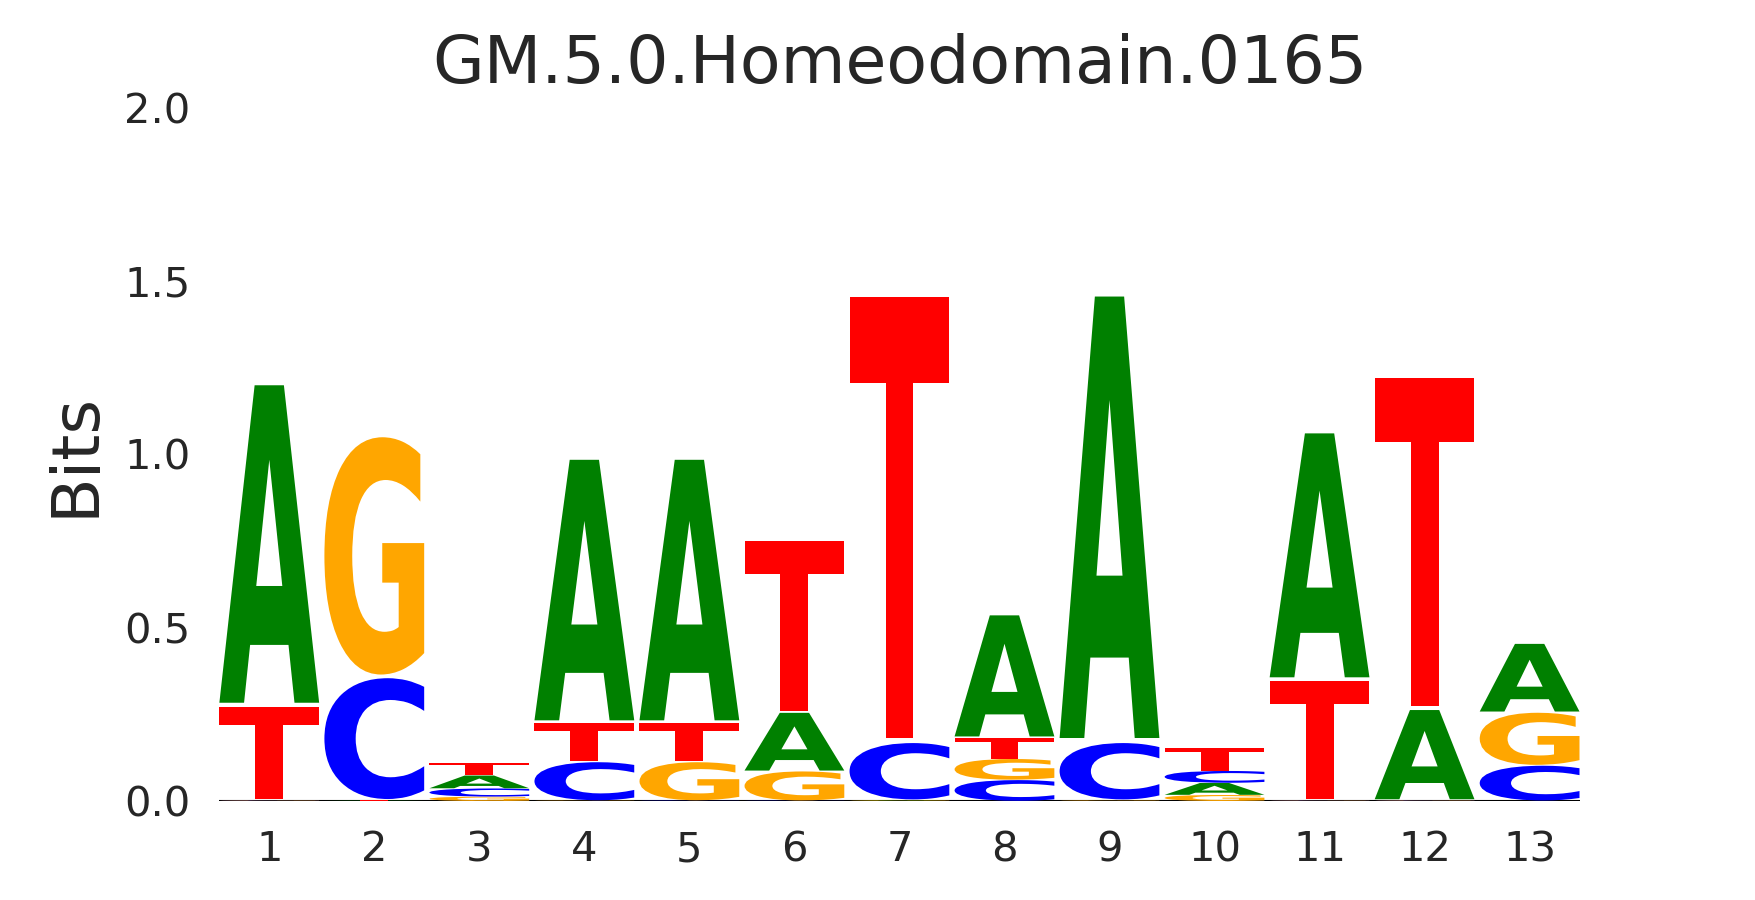 GM.5.0.Homeodomain.0165
2.0
1.5
1.0
0.5
0.0
Bits
A G T A A T T A A T A T A
T C A T T A C T C C T A G
C C G G G A C
G C G
1 2 3 4 5 6 7 8 9 10 11 12 13